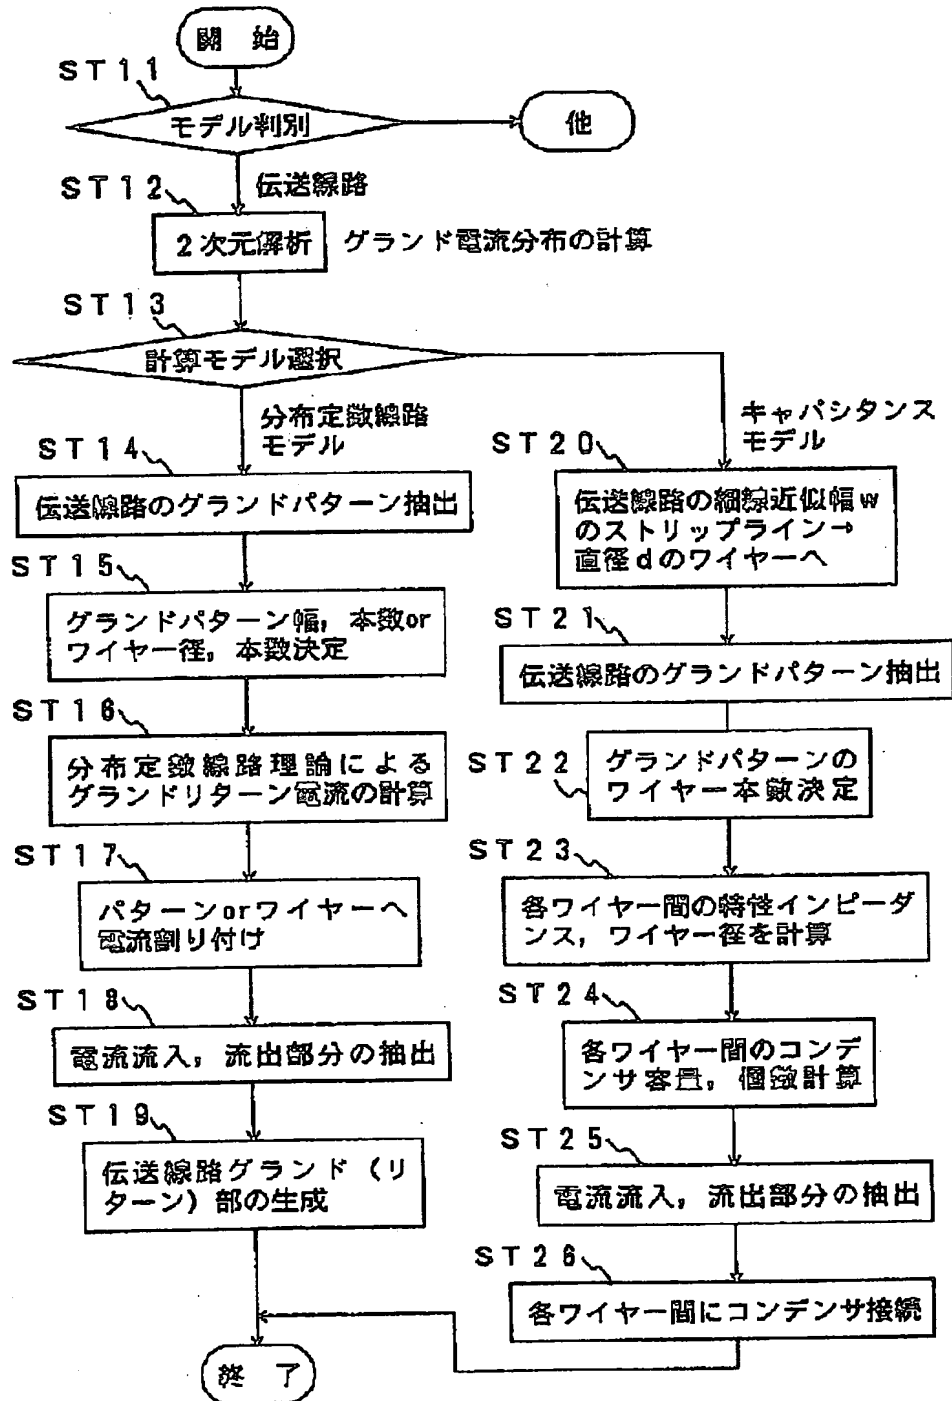 開 始
ST11
モデル判別
他
ST12
伝送線路
2次元解析
グランド電流分布の計算
ST13
計算モデル選択
分布定数線路
モデル
ST14
伝送線路のグランドパターン抽出
ST15
グランドパターン幅，本数or
ワイヤー径，本数決定
ST16
分布定数線路理論による
グランドリターン電流の計算
ST17
パターンorワイヤーへ
電流割り付け
ST18
電流流入，流出部分の抽出
ST19
伝送線路グランド（リ
ターン）部の生成
キャパシタンス
モデル
ST20
伝送線路の細線近似幅w
のストリップライン→
直径dのワイヤーへ
ST21
伝送線路のグランドパターン抽出
ST22
グランドパターンの
ワイヤー本数決定
ST23
各ワイヤー間の特性インピーダ
ンス，ワイヤー径を計算
ST24
各ワイヤー間のコンデ
ンサ容量，個数計算
ST25
電流流入，流出部分の抽出
ST26
各ワイヤー間にコンデンサ接続
終 了